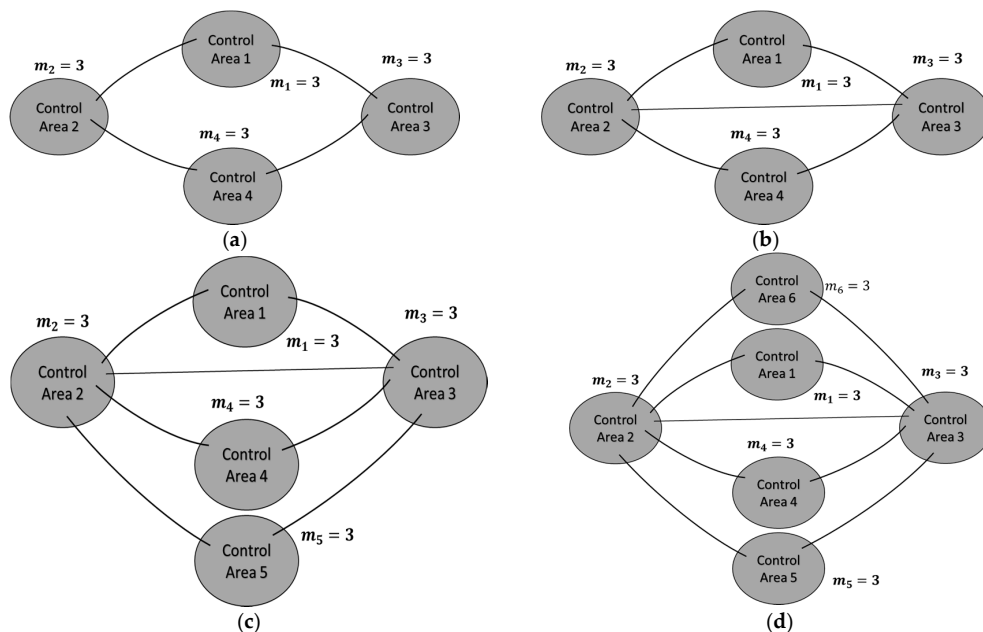 Control
Area 1
m₂ = 3
m₃ = 3
m₁ = 3
Control
Area 2
Control
Area 3
m₄ = 3
Control
Area 4
(a)
Control
Area 1
m₂ = 3
m₃ = 3
m₁ = 3
Control
Area 2
Control
Area 3
m₄ = 3
Control
Area 4
(b)
Control
Area 1
m₂ = 3
m₃ = 3
m₁ = 3
Control
Area 2
Control
Area 3
m₄ = 3
Control
Area 4
m₅ = 3
Control
Area 5
(c)
Control
Area 6
m₆ = 3
Control
Area 1
m₂ = 3
m₃ = 3
m₁ = 3
Control
Area 2
Control
Area 3
m₄ = 3
Control
Area 4
Control
Area 5
m₅ = 3
(d)